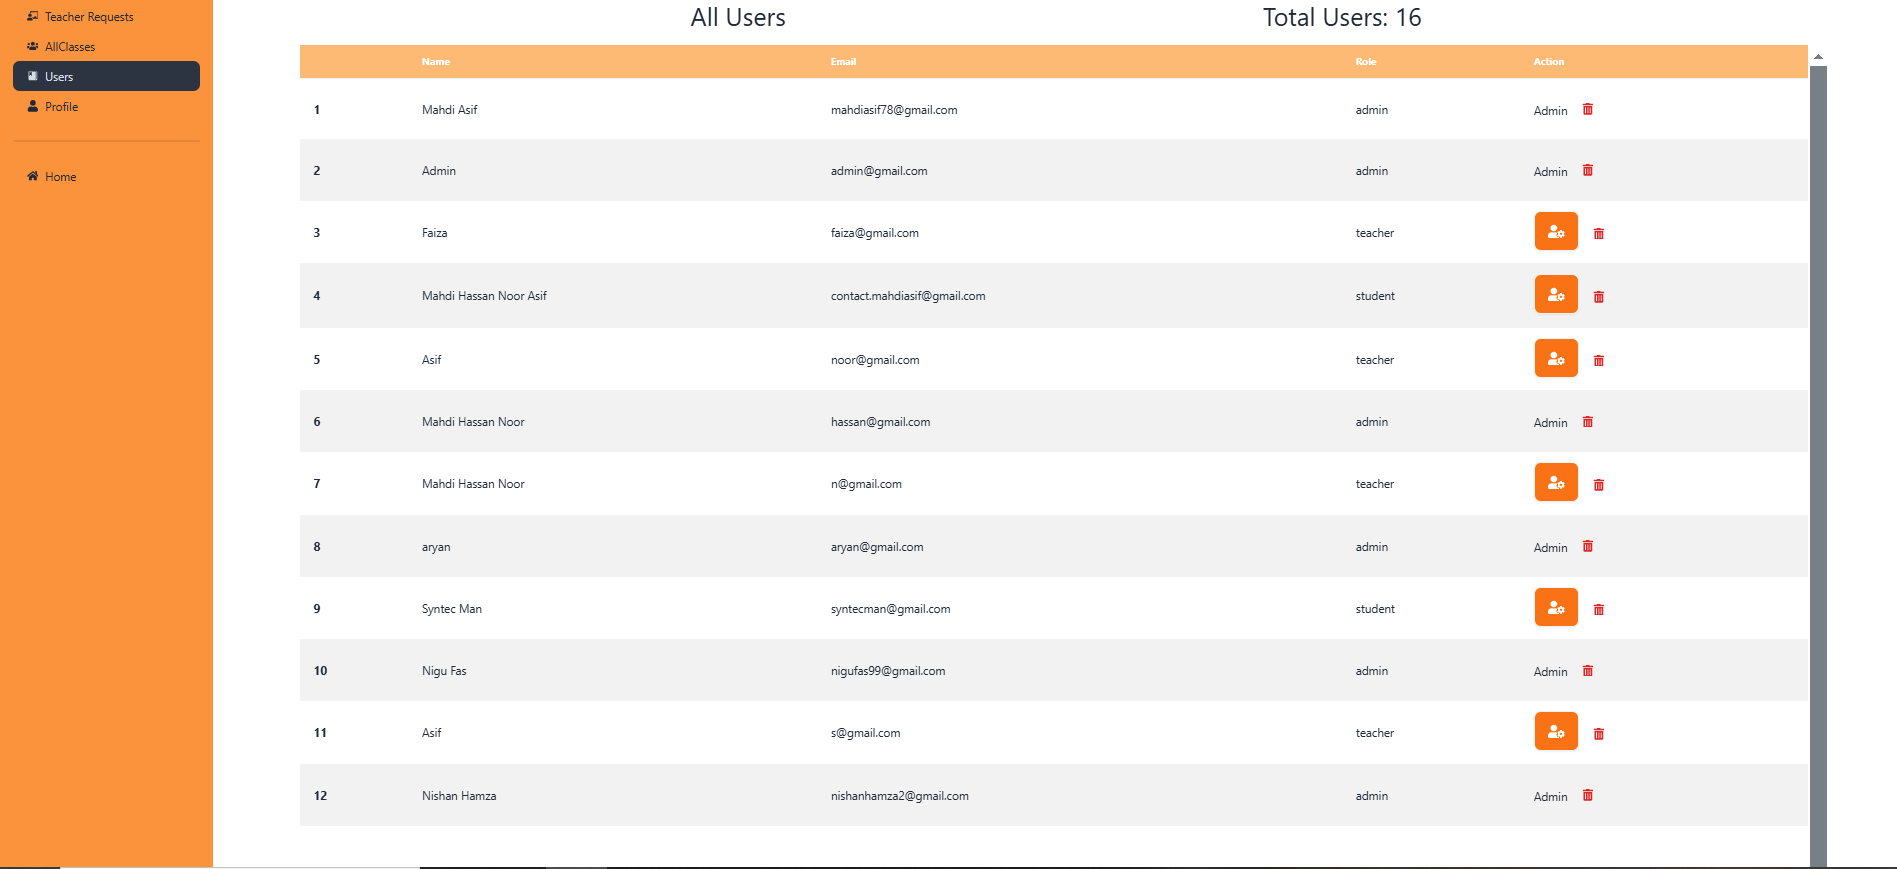 Teacher Requests
AllClasses
Users
Profile
Home
All Users Total Users: 16
Name Email Role Action
1 Mahdi Asif mahdiasif78@gmail.com admin Admin
2 Admin admin@gmail.com admin Admin
3 Faiza faiza@gmail.com teacher
4 Mahdi Hassan Noor Asif contact.mahdiasif@gmail.com student
5 Asif noor@gmail.com teacher
6 Mahdi Hassan Noor hassan@gmail.com admin Admin
7 Mahdi Hassan Noor n@gmail.com teacher
8 aryan aryan@gmail.com admin Admin
9 Syntec Man syntecman@gmail.com student
10 Nigu Fas nigufas99@gmail.com admin Admin
11 Asif s@gmail.com teacher
12 Nishan Hamza nishanhamza2@gmail.com admin Admin